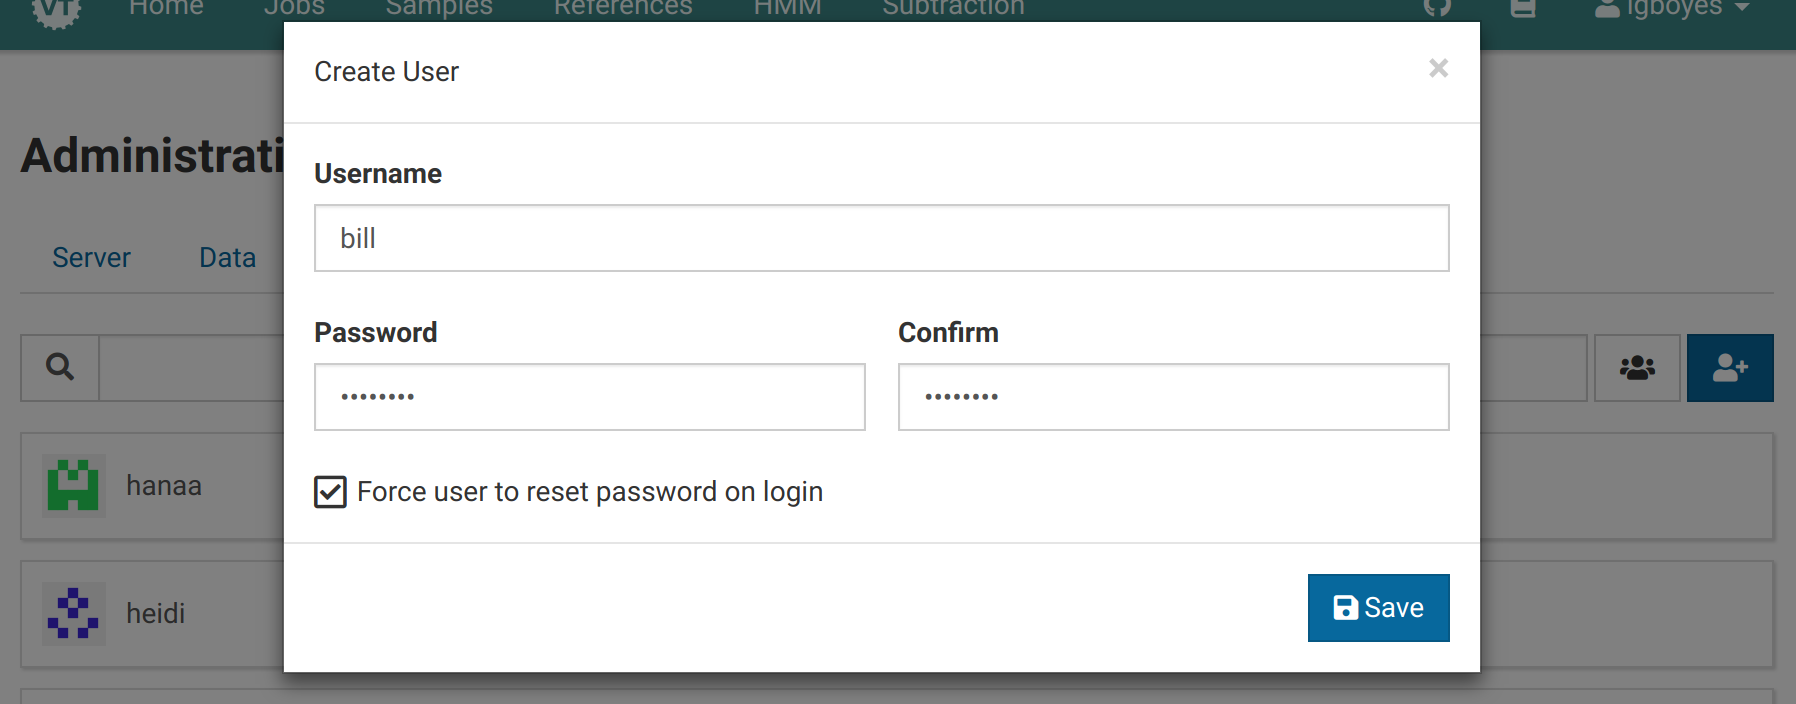 VT Home Jobs Samples References HMM Subtraction igboyes
Create User ×
Administrati
Username
bill
Server Data
Password Confirm
•••••••• ••••••••
hanaa
Force user to reset password on login
heidi
Save